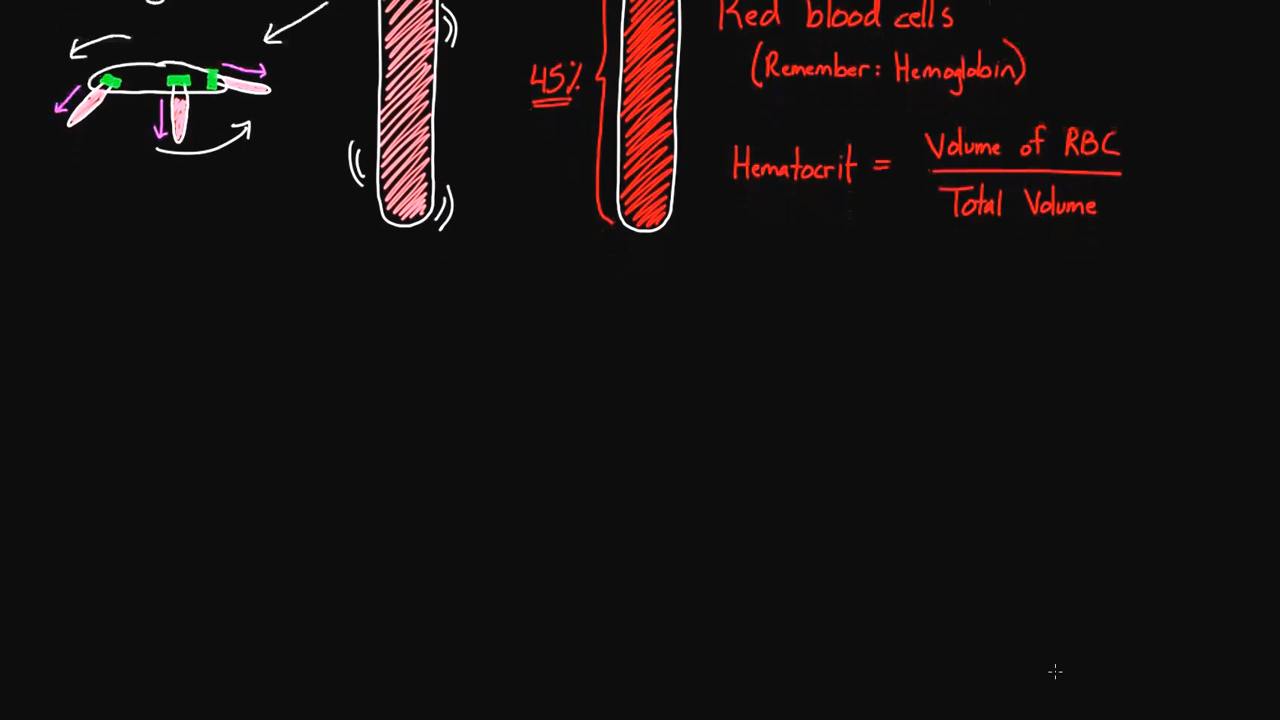 Red blood cells
45%
(Remember: Hemoglobin)
Hematocrit = Volume of RBC
Total Volume